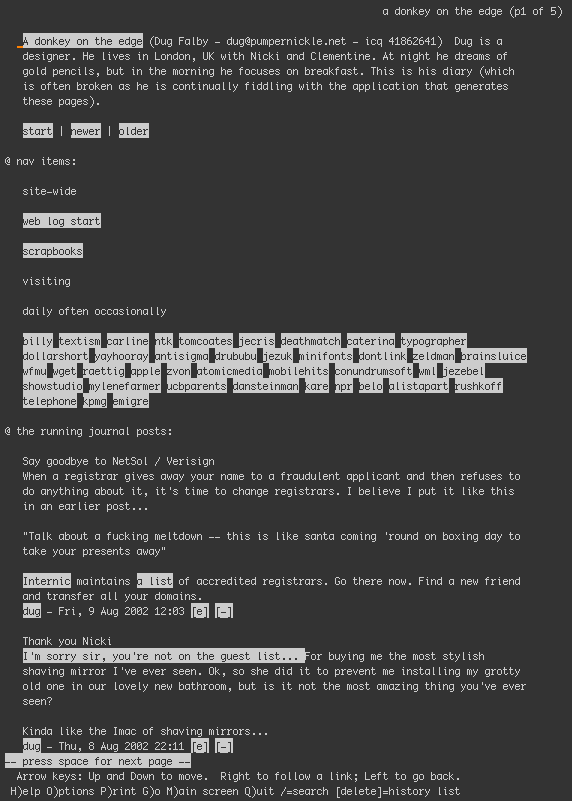 a donkey on the edge (p1 of 5)
A donkey on the edge (Dug Falby - dug@pumpernickle.net - icq 41862641)  Dug is a
designer. He lives in London, UK with Nicki and Clementine. At night he dreams of
gold pencils, but in the morning he focuses on breakfast. This is his diary (which
is often broken as he is continually fiddling with the application that generates
these pages).
start | newer | older
@ nav items:
site-wide
web log start
scrapbooks
visiting
daily often occasionally
billy textism carline ntk tomcoates jecris deathmatch caterina typographer
dollarshort yayhooray antisigma drububu jezuk minifonts dontlink zeldman brainsluice
wfmu wget raettig apple zvon atomicmedia mobilehits conundrumsoft wml jezebel
showstudio mylenefarmer ucbparents dansteinman kare npr belo alistapart rushkoff
telephone kpmg emigre
@ the running journal posts:
Say goodbye to NetSol / Verisign
When a registrar gives away your name to a fraudulent applicant and then refuses to
do anything about it, it's time to change registrars. I believe I put it like this
in an earlier post...
"Talk about a fucking meltdown -- this is like santa coming 'round on boxing day to
take your presents away"
Internic maintains a list of accredited registrars. Go there now. Find a new friend
and transfer all your domains.
dug - Fri, 9 Aug 2002 12:03 [e] [-]
Thank you Nicki
I'm sorry sir, you're not on the guest list... For buying me the most stylish
shaving mirror I've ever seen. Ok, so she did it to prevent me installing my grotty
old one in our lovely new bathroom, but is it not the most amazing thing you've ever
seen?
Kinda like the Imac of shaving mirrors...
dug - Thu, 8 Aug 2002 22:11 [e] [-]
-- press space for next page --
Arrow keys: Up and Down to move.  Right to follow a link; Left to go back.
H)elp O)ptions P)rint G)o M)ain screen Q)uit /=search [delete]=history list